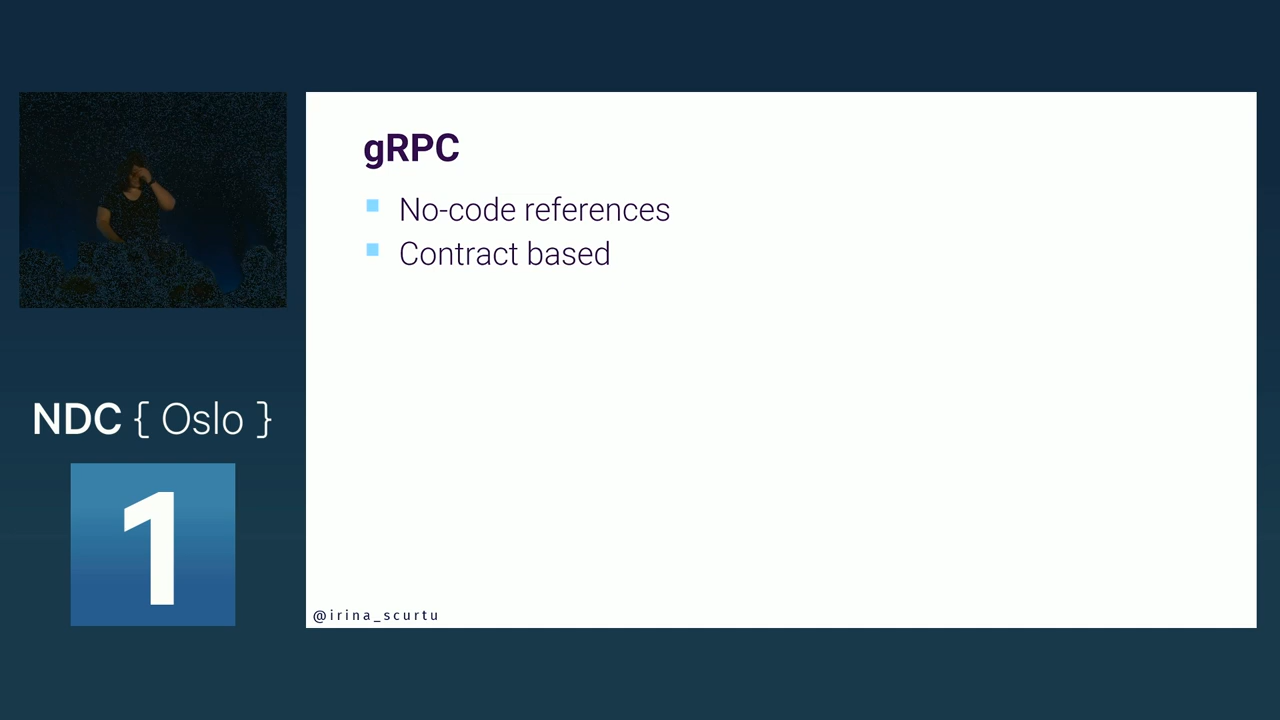 gRPC
No-code references
Contract based
NDC { Oslo }
1
@irina_scurtu